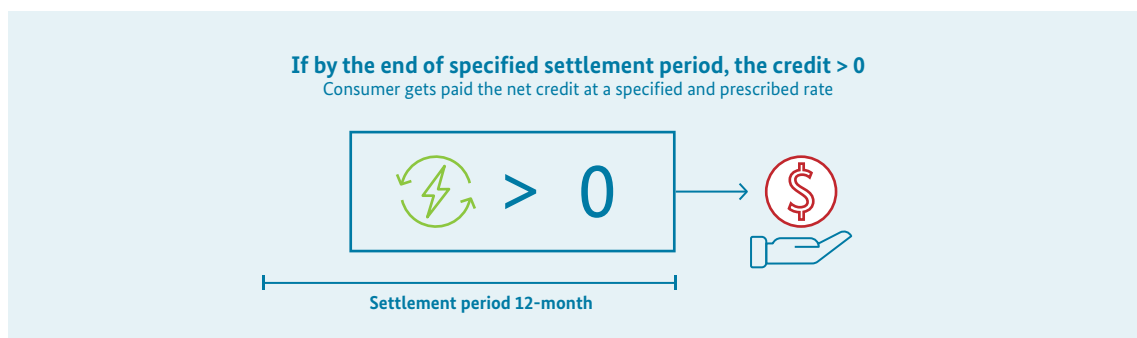 If by the end of specified settlement period, the credit > 0
Consumer gets paid the net credit at a specified and prescribed rate
> 0
$
Settlement period 12-month